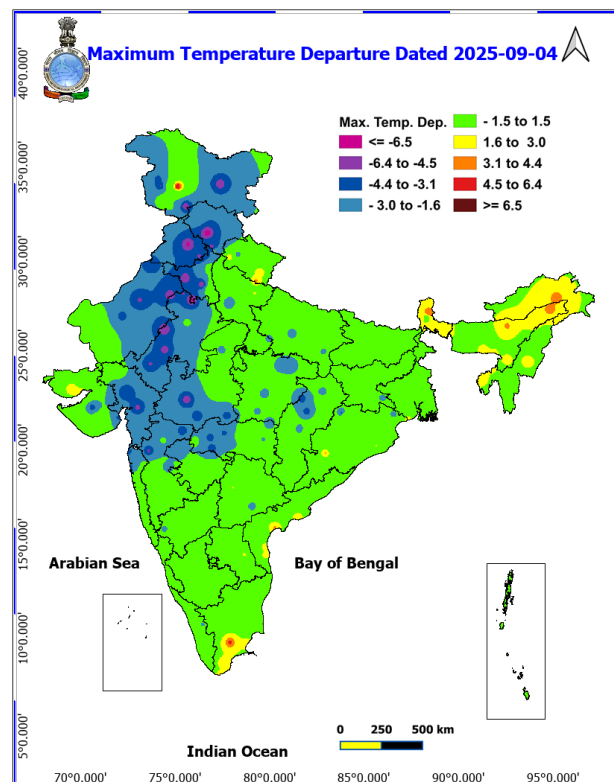 Maximum Temperature Departure Dated 2025-09-04
Max. Temp. Dep.
<= -6.5
-6.4 to -4.5
-4.4 to -3.1
- 3.0 to -1.6
- 1.5 to 1.5
1.6 to 3.0
3.1 to 4.4
4.5 to 6.4
>= 6.5
40°0.000'
35°0.000'
30°0.000'
25°0.000'
20°0.000'
15°0.000'
10°0.000'
5°0.000'
Arabian Sea
Bay of Bengal
0 250 500 km
Indian Ocean
70°0.000' 75°0.000' 80°0.000' 85°0.000' 90°0.000' 95°0.000'